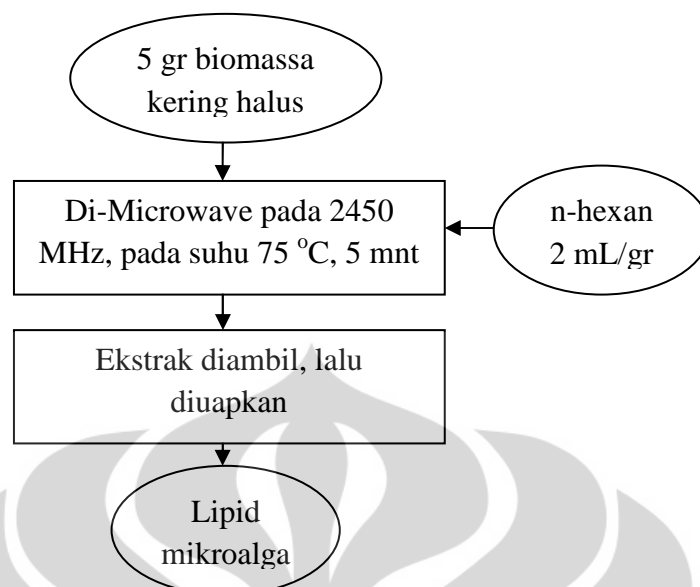 5 gr biomassa
kering halus
Di-Microwave pada 2450
MHz, pada suhu 75 °C, 5 mnt
n-hexan
2 mL/gr
Ekstrak diambil, lalu
diuapkan
Lipid
mikroalga